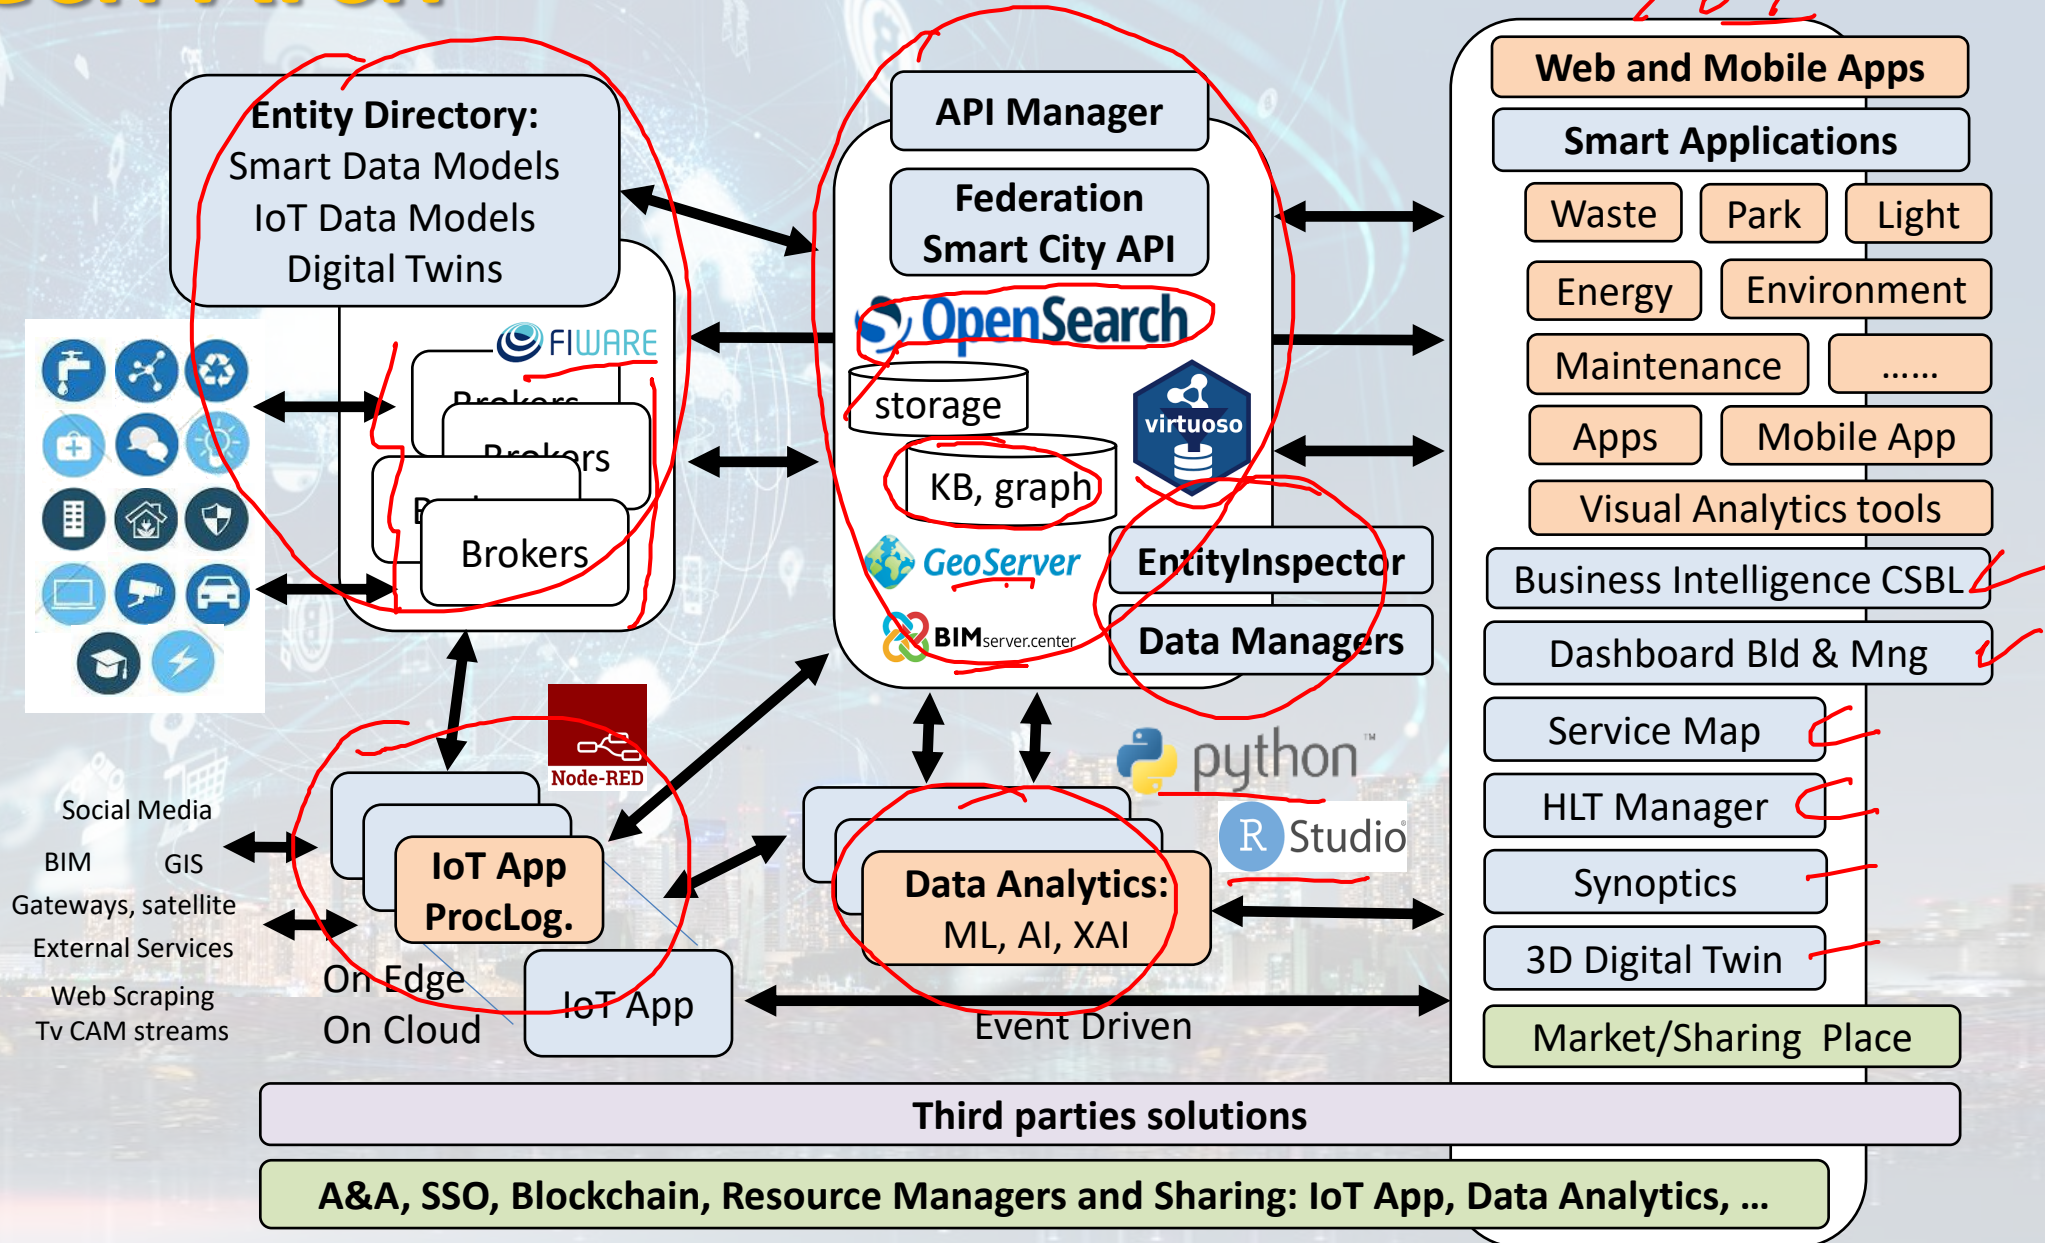 Entity Directory:
Smart Data Models
IoT Data Models
Digital Twins
FIWARE
Brokers
Brokers
Brokers
API Manager
Federation
Smart City API
OpenSearch
storage
virtuoso
KB, graph
GeoServer
BIMserver.center
EntityInspector
Data Managers
Node-RED
Social Media
BIM GIS
Gateways, satellite
External Services
Web Scraping
Tv CAM streams
IoT App
ProcLog.
On Edge
On Cloud
IoT App
python™
R Studio
Data Analytics:
ML, AI, XAI
Event Driven
Web and Mobile Apps
Smart Applications
Waste Park Light
Energy Environment
Maintenance ......
Apps Mobile App
Visual Analytics tools
Business Intelligence CSBL
Dashboard Bld & Mng
Service Map
HLT Manager
Synoptics
3D Digital Twin
Market/Sharing Place
Third parties solutions
A&A, SSO, Blockchain, Resource Managers and Sharing: IoT App, Data Analytics, ...